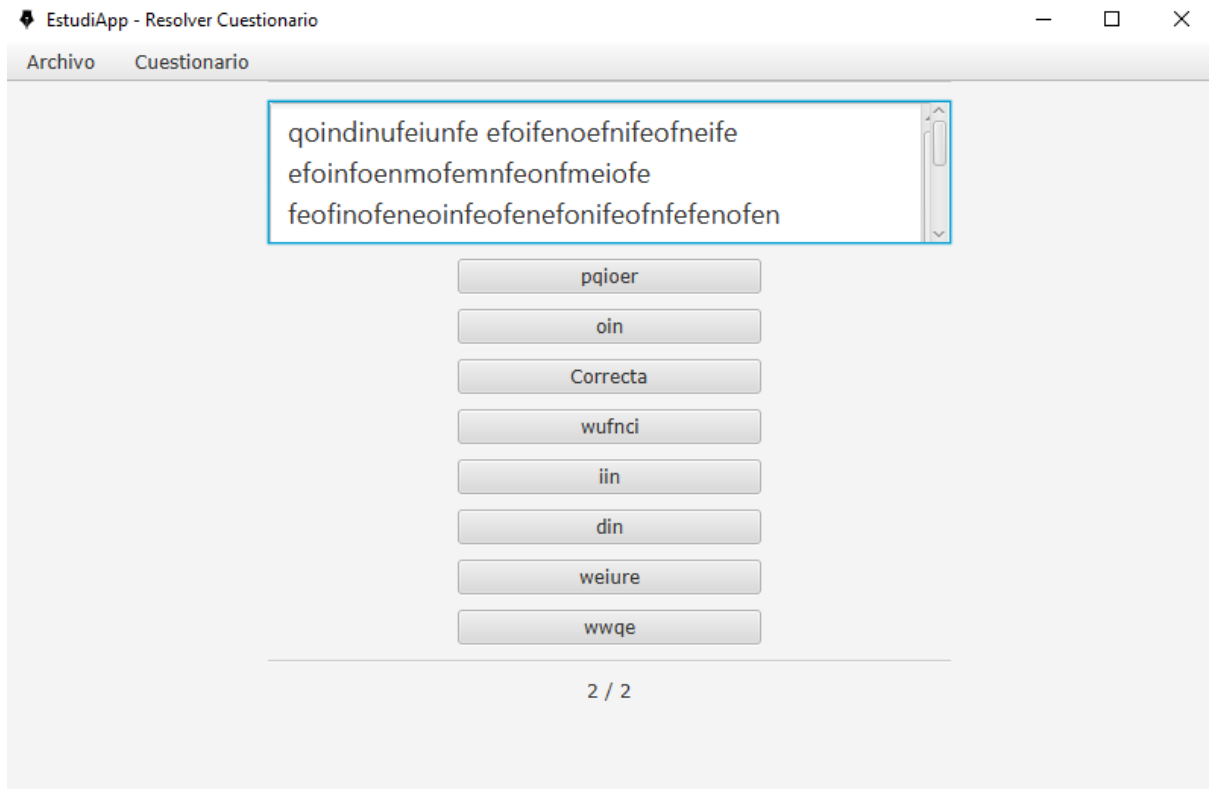 EstudiApp - Resolver Cuestionario
Archivo Cuestionario
qoindinufeiunfe efoifenoefnifeofneife
efoinfoenmofemnfeonfmeiofe
feofinofeneoinfeofenefonifeofnfefenofen
pqioer
oin
Correcta
wufnci
iin
din
weiure
wwqe
2 / 2